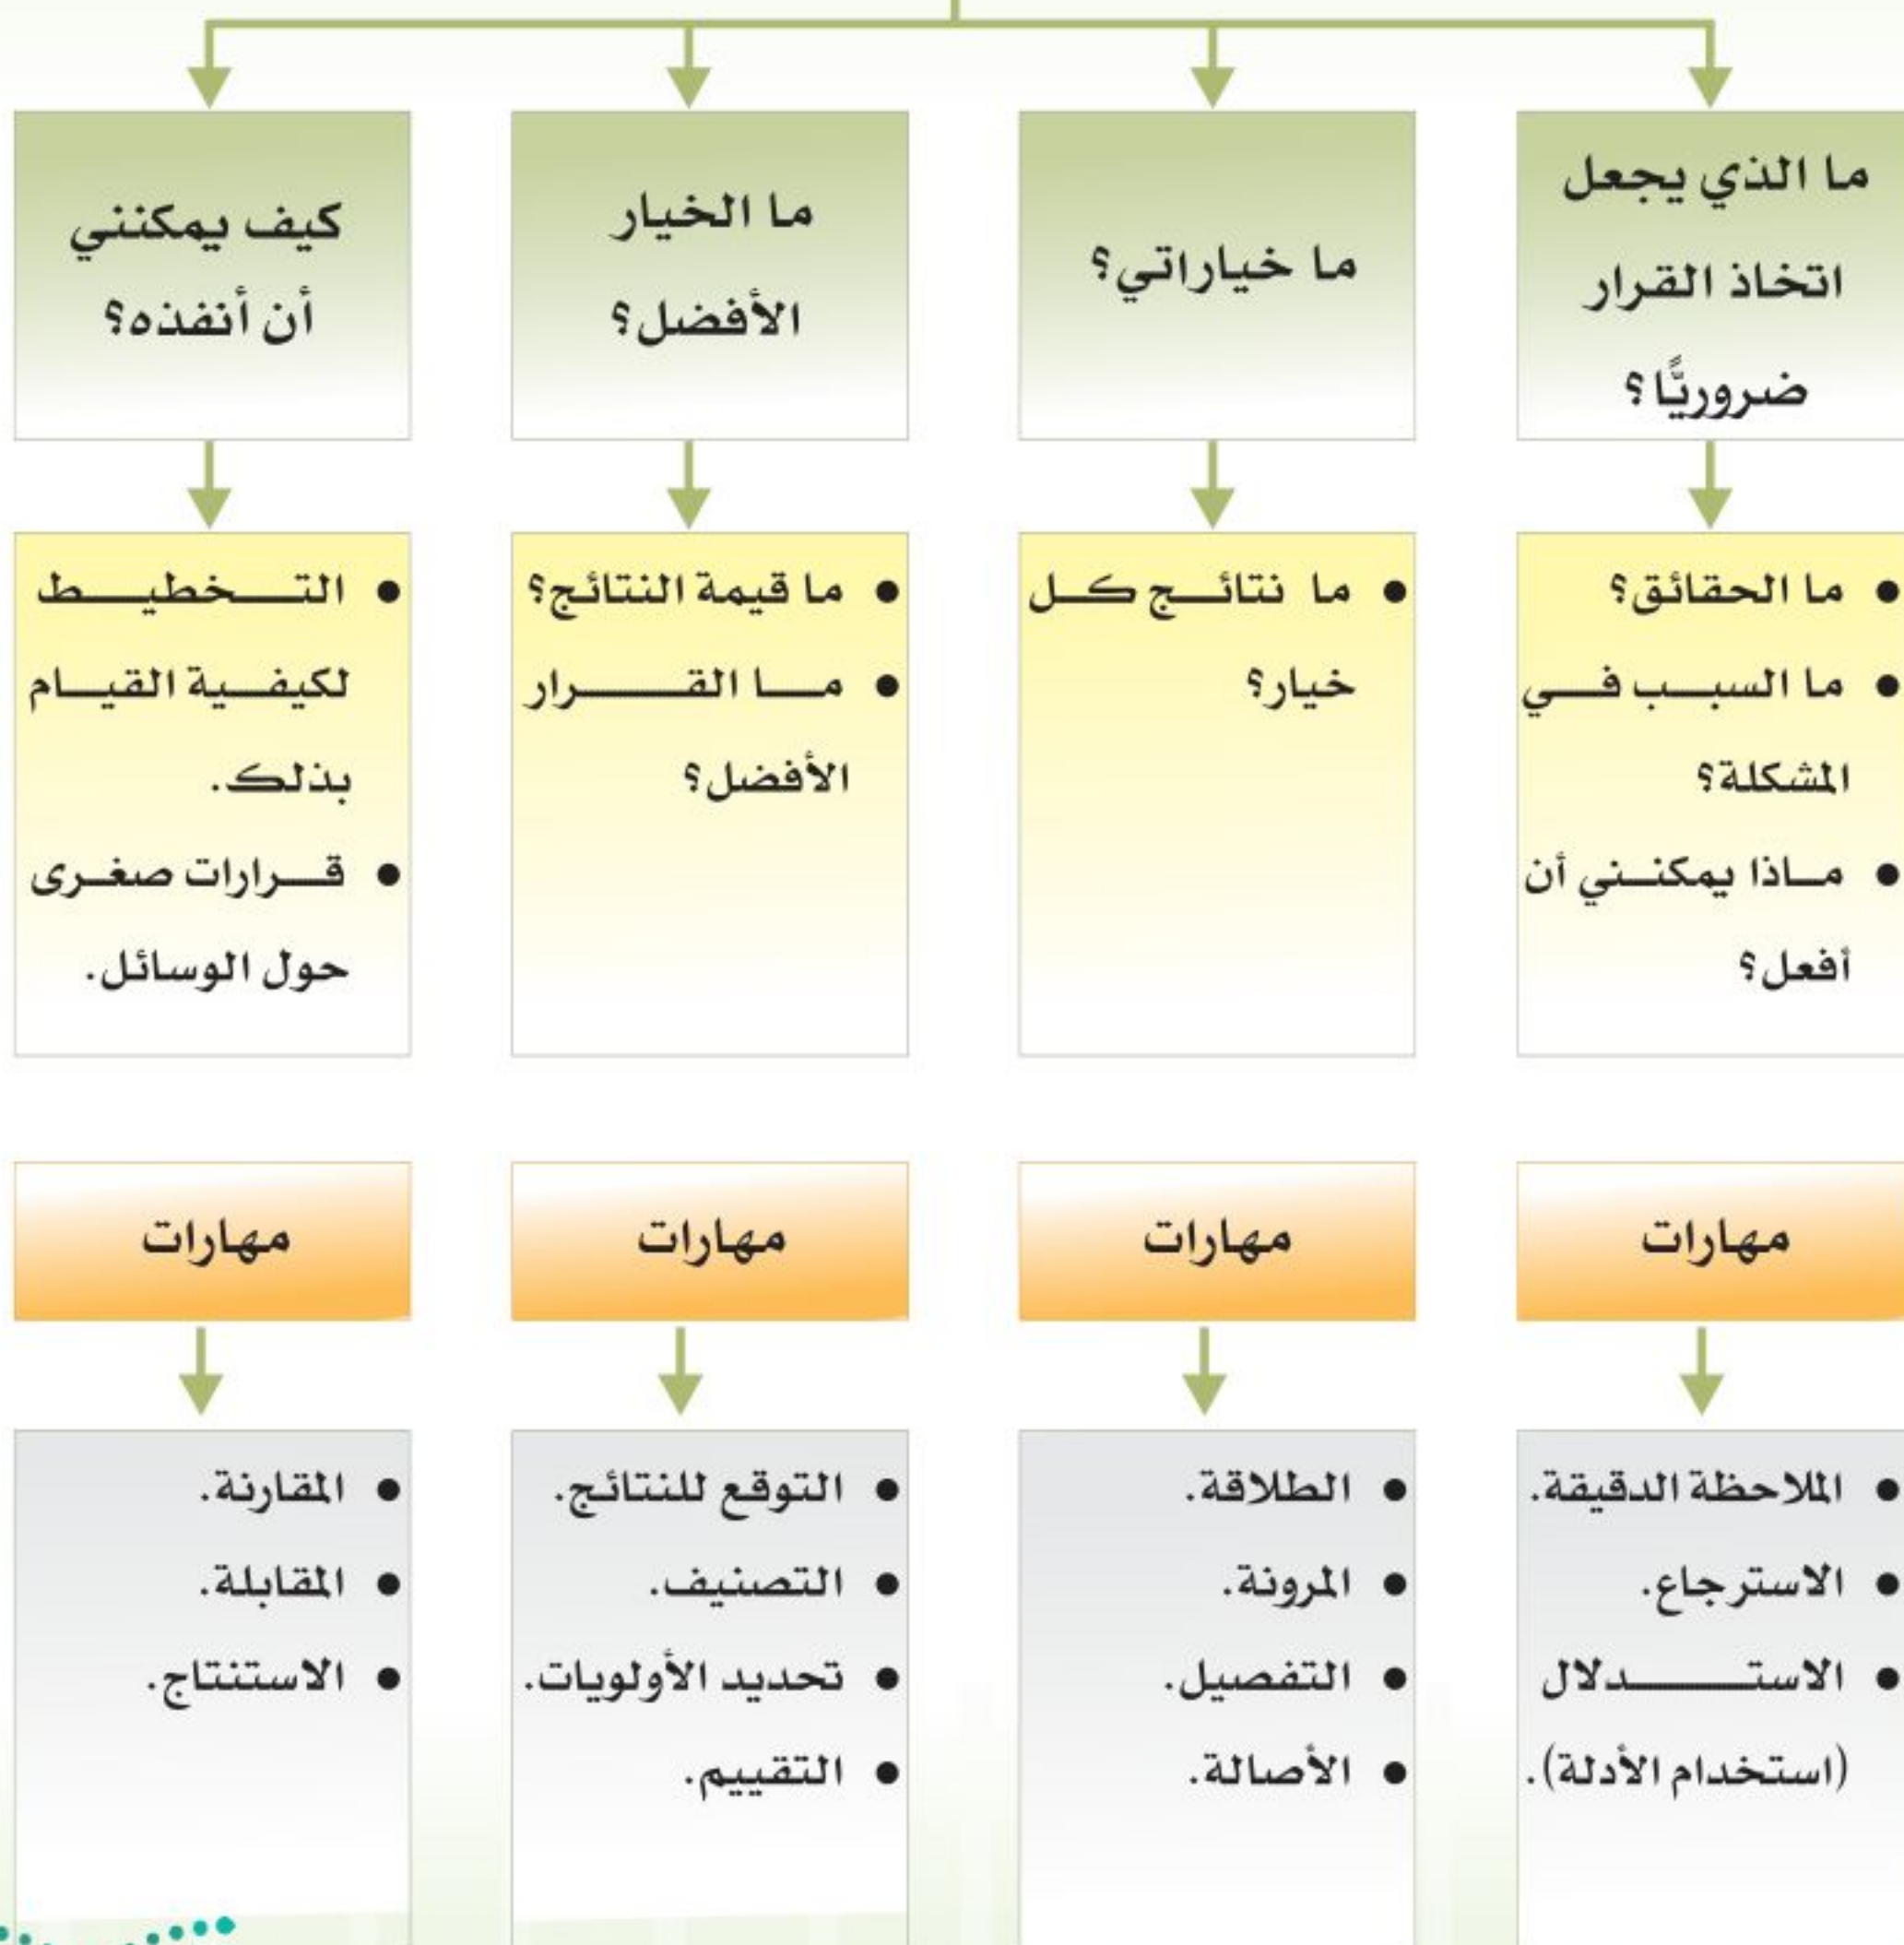 ما الذي يجعل
اتخاذ القرار
ضروريًّا؟
ما خياراتي؟
ما الخيار
الأفضل؟
كيف يمكنني
أن أنفذه؟
• ما الحقائق؟
• ما السبب في
المشكلة؟
• ماذا يمكنني أن
أفعل؟
• ما نتائج كل
خيار؟
• ما قيمة النتائج؟
• ما القرار
الأفضل؟
• التخطيط
لكيفية القيام
بذلك.
• قرارات صغرى
حول الوسائل.
مهارات
مهارات
مهارات
مهارات
• الملاحظة الدقيقة.
• الاسترجاع.
• الاستدلال
(استخدام الأدلة).
• الطلاقة.
• المرونة.
• التفصيل.
• الأصالة.
• التوقع للنتائج.
• التصنيف.
• تحديد الأولويات.
• التقييم.
• المقارنة.
• المقابلة.
• الاستنتاج.